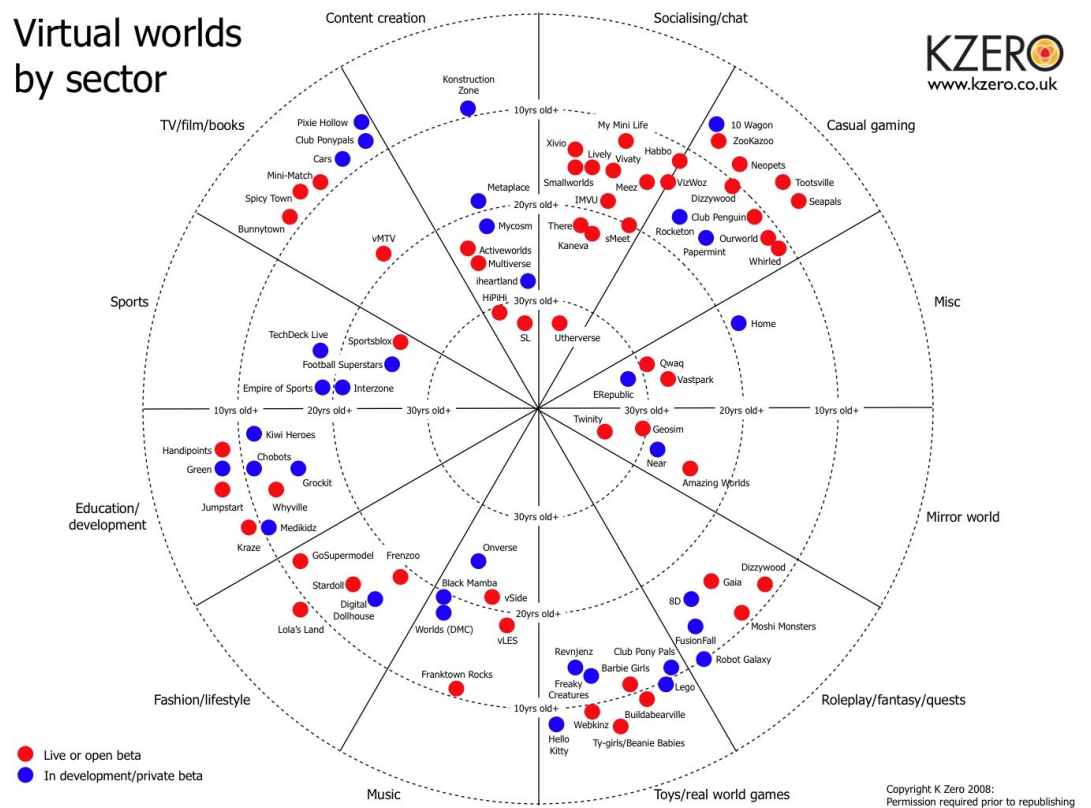 Virtual worlds
by sector
Content creation
Socialising/chat
KZERO
www.kzero.co.uk
TV/film/books
Casual gaming
Konstruction
Zone
10yrs old+
Pixie Hollow
Club Ponypals
Cars
Mini-Match
Spicy Town
Bunnytown
My Mini Life
Xivio
Lively
Vivaty
Habbo
Smallworlds
Meez
VizWoz
IMVU
10 Wagon
ZooKazoo
Neopets
Tootsville
Dizzywood
Seapals
Metaplace
20yrs old+
Mycosm
There
Kaneva
sMeet
Rocketon
Club Penguin
Papermint
Ourworld
Whirled
vMTV
Activeworlds
Multiverse
iheartland
HiPiHi
30yrs old+
SL
Utherverse
Sports
Misc
Home
TechDeck Live
Sportsblox
Football Superstars
Empire of Sports
Interzone
Qwaq
Vastpark
ERepublic
10yrs old+
20yrs old+
30yrs old+
30yrs old+
20yrs old+
10yrs old+
Twinity
Geosim
Near
Amazing Worlds
Kiwi Heroes
Handipoints
Chobots
Green
Grockit
Jumpstart
Whyville
Kraze
Medikidz
Education/
development
Mirror world
30yrs old+
GoSupermodel
Frenzoo
Stardoll
Digital
Dollhouse
Lola's Land
Onverse
Black Mamba
vSide
Worlds (DMC)
20yrs old+
vLES
Dizzywood
Gaia
8D
Moshi Monsters
FusionFall
Robot Galaxy
Franktown Rocks
Revnjenz
Club Pony Pals
Freaky
Creatures
Barbie Girls
Lego
10yrs old+
Buildabearville
Webkinz
Hello
Kitty
Ty-girls/Beanie Babies
Fashion/lifestyle
Roleplay/fantasy/quests
Live or open beta
In development/private beta
Music
Toys/real world games
Copyright K Zero 2008:
Permission required prior to republishing